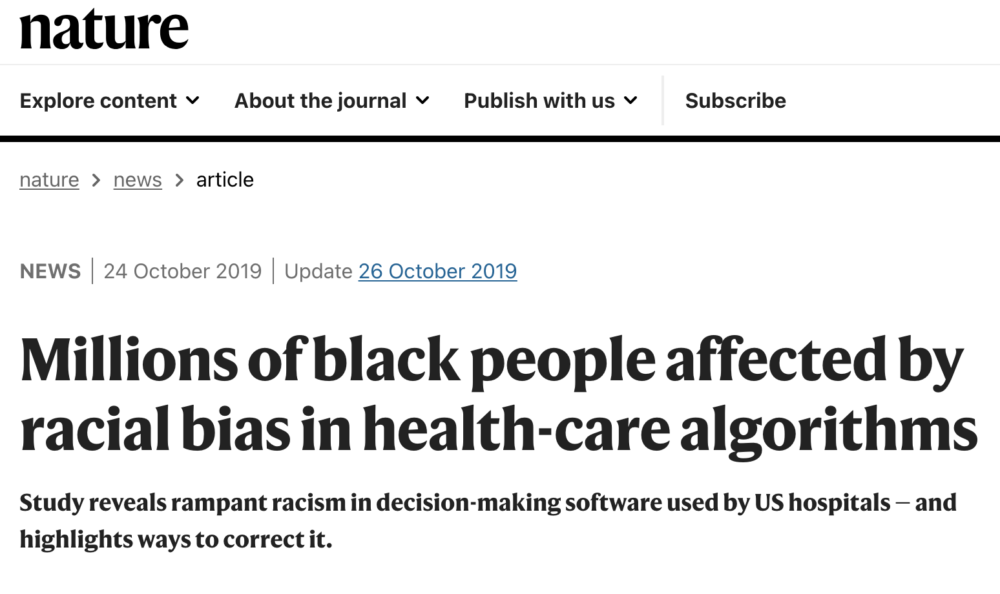 nature
Explore content About the journal Publish with us Subscribe
nature news article
NEWS 24 October 2019 Update 26 October 2019
Millions of black people affected by
racial bias in health-care algorithms
Study reveals rampant racism in decision-making software used by US hospitals — and
highlights ways to correct it.